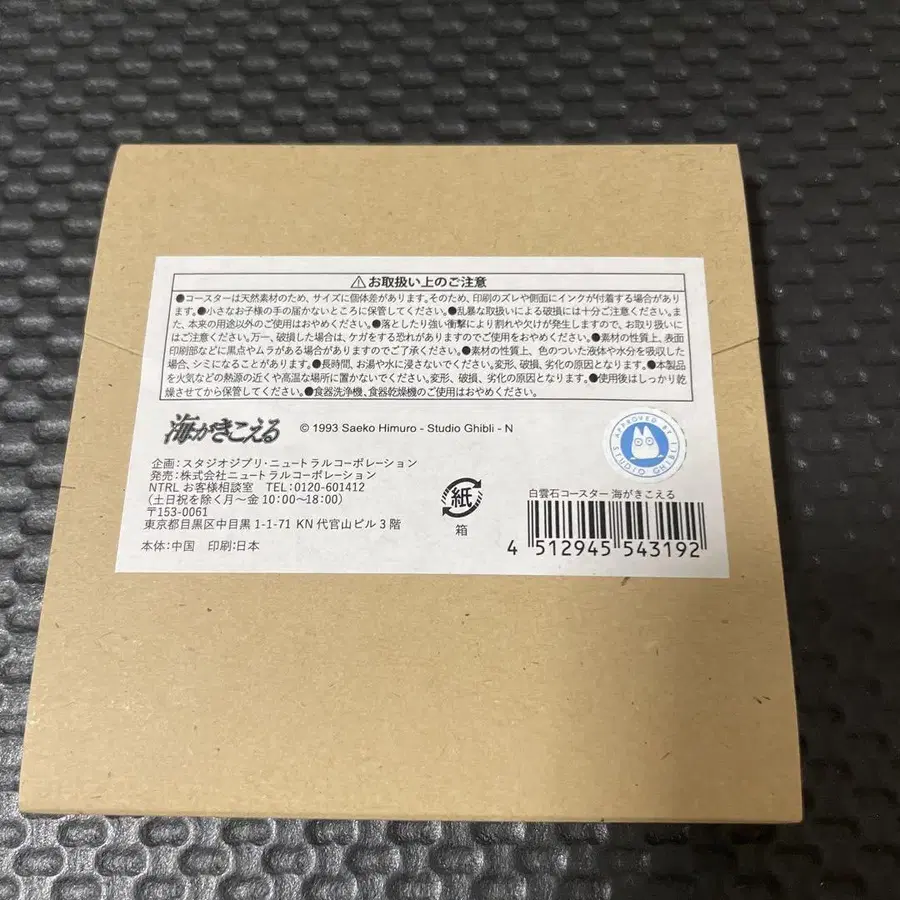 ⚠お取扱い上のご注意
●コースターは天然素材のため、サイズに個体差があります。そのため、印刷のズレや側面にインクが付着する場合があり
ます。●小さなお子様の手の届かないところに保管してください。●乱暴な取扱いによる破損には十分ご注意ください。ま
た、本来の用途以外のご使用はおやめください。●落としたり強い衝撃により割れや欠けが発生しますので、お取り扱いに
はご注意ください。万一、破損した場合は、ケガをする恐れがありますのでご使用をおやめください。●素材の性質上、表面
印刷部などに黒点やムラがある場合がありますのでご了承ください。●素材の性質上、色のついた液体や水分を吸収した
場合、シミになることがあります。●長時間、お湯や水に浸さないでください。変形、破損、劣化の原因となります。●本製品
を火気などの熱源の近くや高温な場所に置かないでください。変形、破損、劣化の原因となります。●使用後はしっかり乾
燥させてから保管してください。●食器洗浄機、食器乾燥機のご使用はおやめください。
海がきこえる © 1993 Saeko Himuro - Studio Ghibli - N
APPROVED BY STUDIO GHIBLI
企画:スタジオジブリ・ニュートラルコーポレーション
発売:株式会社ニュートラルコーポレーション
NTRL お客様相談室 TEL:0120-601412
(土日祝を除く月〜金 10:00〜18:00)
〒153-0061
東京都目黒区中目黒 1-1-71 KN 代官山ビル 3 階
本体:中国 印刷:日本
紙
箱
白雲石コースター 海がきこえる
4 512945 543192